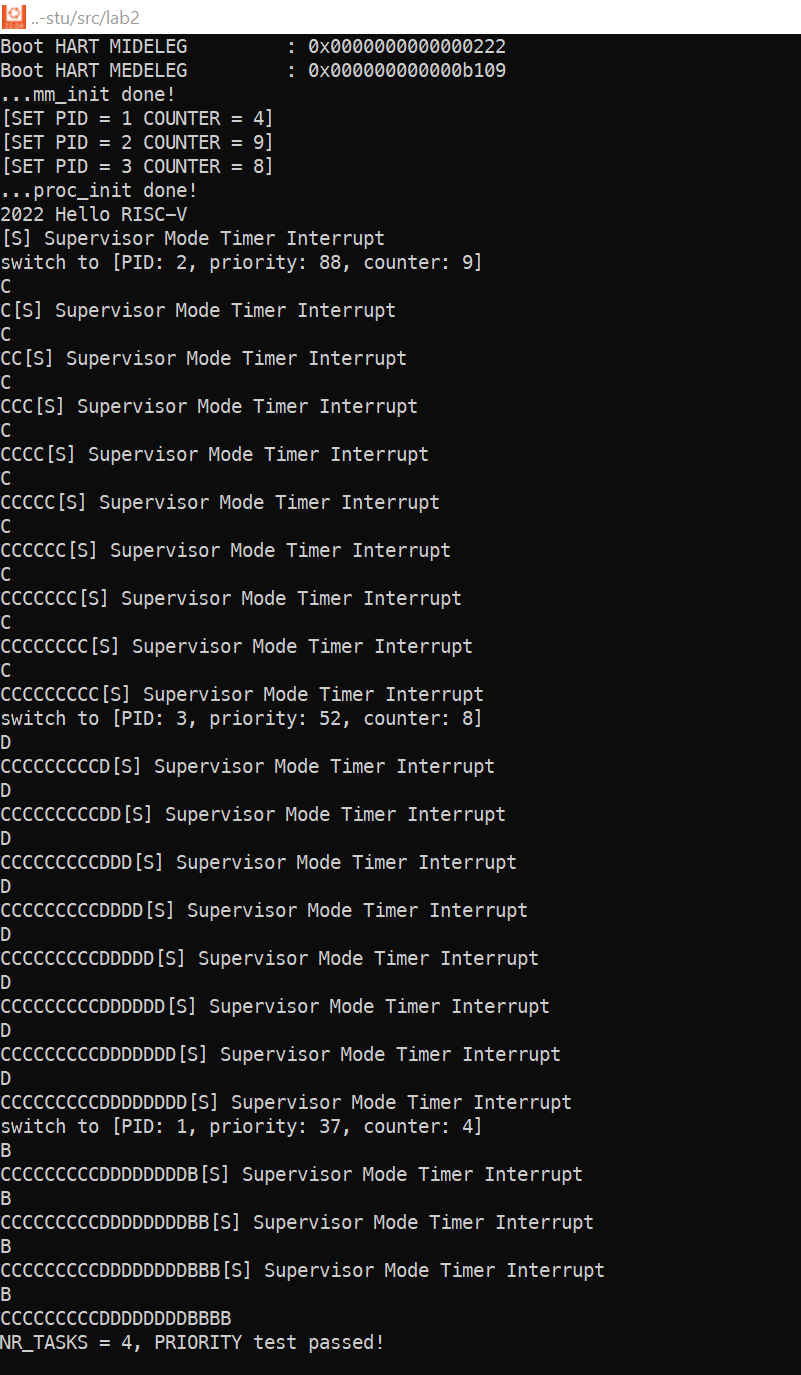 ..-stu/src/lab2
Boot HART MIDELEG         : 0x0000000000000222
Boot HART MEDELEG         : 0x000000000000b109
...mm_init done!
[SET PID = 1 COUNTER = 4]
[SET PID = 2 COUNTER = 9]
[SET PID = 3 COUNTER = 8]
...proc_init done!
2022 Hello RISC-V
[S] Supervisor Mode Timer Interrupt
switch to [PID: 2, priority: 88, counter: 9]
C
C[S] Supervisor Mode Timer Interrupt
C
CC[S] Supervisor Mode Timer Interrupt
C
CCC[S] Supervisor Mode Timer Interrupt
C
CCCC[S] Supervisor Mode Timer Interrupt
C
CCCCC[S] Supervisor Mode Timer Interrupt
C
CCCCCC[S] Supervisor Mode Timer Interrupt
C
CCCCCCC[S] Supervisor Mode Timer Interrupt
C
CCCCCCCC[S] Supervisor Mode Timer Interrupt
C
CCCCCCCCC[S] Supervisor Mode Timer Interrupt
switch to [PID: 3, priority: 52, counter: 8]
D
CCCCCCCCCD[S] Supervisor Mode Timer Interrupt
D
CCCCCCCCCDD[S] Supervisor Mode Timer Interrupt
D
CCCCCCCCCDDD[S] Supervisor Mode Timer Interrupt
D
CCCCCCCCCDDDD[S] Supervisor Mode Timer Interrupt
D
CCCCCCCCCDDDDD[S] Supervisor Mode Timer Interrupt
D
CCCCCCCCCDDDDDD[S] Supervisor Mode Timer Interrupt
D
CCCCCCCCCDDDDDDD[S] Supervisor Mode Timer Interrupt
D
CCCCCCCCCDDDDDDDD[S] Supervisor Mode Timer Interrupt
switch to [PID: 1, priority: 37, counter: 4]
B
CCCCCCCCCDDDDDDDDB[S] Supervisor Mode Timer Interrupt
B
CCCCCCCCCDDDDDDDDBB[S] Supervisor Mode Timer Interrupt
B
CCCCCCCCCDDDDDDDDBBB[S] Supervisor Mode Timer Interrupt
B
CCCCCCCCCDDDDDDDDBBBB
NR_TASKS = 4, PRIORITY test passed!